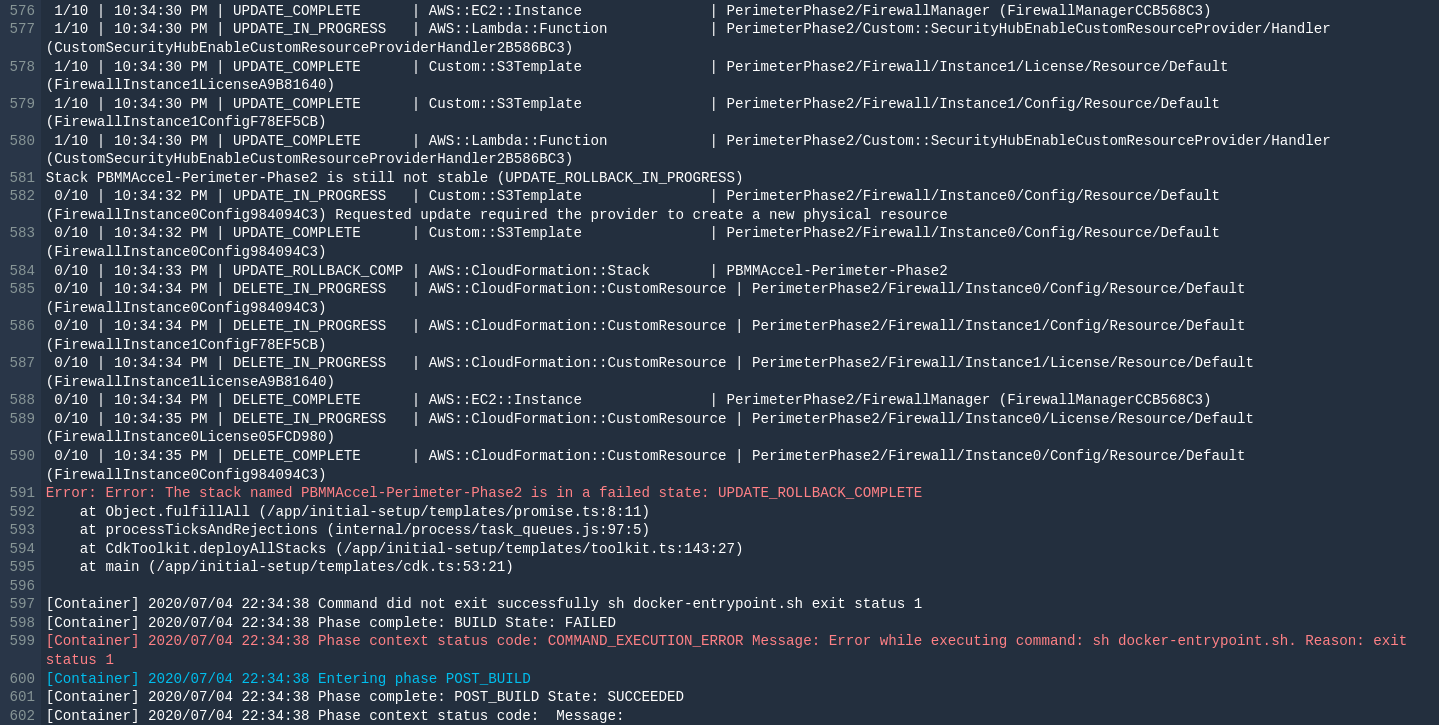 576  1/10 | 10:34:30 PM | UPDATE_COMPLETE      | AWS::EC2::Instance               | PerimeterPhase2/FirewallManager (FirewallManagerCCB568C3)
577  1/10 | 10:34:30 PM | UPDATE_IN_PROGRESS   | AWS::Lambda::Function            | PerimeterPhase2/Custom::SecurityHubEnableCustomResourceProvider/Handler
(CustomSecurityHubEnableCustomResourceProviderHandler2B586BC3)
578  1/10 | 10:34:30 PM | UPDATE_COMPLETE      | Custom::S3Template               | PerimeterPhase2/Firewall/Instance1/License/Resource/Default
(FirewallInstance1LicenseA9B81640)
579  1/10 | 10:34:30 PM | UPDATE_COMPLETE      | Custom::S3Template               | PerimeterPhase2/Firewall/Instance1/Config/Resource/Default
(FirewallInstance1ConfigF78EF5CB)
580  1/10 | 10:34:30 PM | UPDATE_COMPLETE      | AWS::Lambda::Function            | PerimeterPhase2/Custom::SecurityHubEnableCustomResourceProvider/Handler
(CustomSecurityHubEnableCustomResourceProviderHandler2B586BC3)
581 Stack PBMMAccel-Perimeter-Phase2 is still not stable (UPDATE_ROLLBACK_IN_PROGRESS)
582  0/10 | 10:34:32 PM | UPDATE_IN_PROGRESS   | Custom::S3Template               | PerimeterPhase2/Firewall/Instance0/Config/Resource/Default
(FirewallInstance0Config984094C3) Requested update required the provider to create a new physical resource
583  0/10 | 10:34:32 PM | UPDATE_COMPLETE      | Custom::S3Template               | PerimeterPhase2/Firewall/Instance0/Config/Resource/Default
(FirewallInstance0Config984094C3)
584  0/10 | 10:34:33 PM | UPDATE_ROLLBACK_COMP | AWS::CloudFormation::Stack       | PBMMAccel-Perimeter-Phase2
585  0/10 | 10:34:34 PM | DELETE_IN_PROGRESS   | AWS::CloudFormation::CustomResource | PerimeterPhase2/Firewall/Instance0/Config/Resource/Default
(FirewallInstance0Config984094C3)
586  0/10 | 10:34:34 PM | DELETE_IN_PROGRESS   | AWS::CloudFormation::CustomResource | PerimeterPhase2/Firewall/Instance1/Config/Resource/Default
(FirewallInstance1ConfigF78EF5CB)
587  0/10 | 10:34:34 PM | DELETE_IN_PROGRESS   | AWS::CloudFormation::CustomResource | PerimeterPhase2/Firewall/Instance1/License/Resource/Default
(FirewallInstance1LicenseA9B81640)
588  0/10 | 10:34:34 PM | DELETE_COMPLETE      | AWS::EC2::Instance               | PerimeterPhase2/FirewallManager (FirewallManagerCCB568C3)
589  0/10 | 10:34:35 PM | DELETE_IN_PROGRESS   | AWS::CloudFormation::CustomResource | PerimeterPhase2/Firewall/Instance0/License/Resource/Default
(FirewallInstance0License05FCD980)
590  0/10 | 10:34:35 PM | DELETE_COMPLETE      | AWS::CloudFormation::CustomResource | PerimeterPhase2/Firewall/Instance0/Config/Resource/Default
(FirewallInstance0Config984094C3)
591 Error: Error: The stack named PBMMAccel-Perimeter-Phase2 is in a failed state: UPDATE_ROLLBACK_COMPLETE
592     at Object.fulfillAll (/app/initial-setup/templates/promise.ts:8:11)
593     at processTicksAndRejections (internal/process/task_queues.js:97:5)
594     at CdkToolkit.deployAllStacks (/app/initial-setup/templates/toolkit.ts:143:27)
595     at main (/app/initial-setup/templates/cdk.ts:53:21)
596
597 [Container] 2020/07/04 22:34:38 Command did not exit successfully sh docker-entrypoint.sh exit status 1
598 [Container] 2020/07/04 22:34:38 Phase complete: BUILD State: FAILED
599 [Container] 2020/07/04 22:34:38 Phase context status code: COMMAND_EXECUTION_ERROR Message: Error while executing command: sh docker-entrypoint.sh. Reason: exit
status 1
600 [Container] 2020/07/04 22:34:38 Entering phase POST_BUILD
601 [Container] 2020/07/04 22:34:38 Phase complete: POST_BUILD State: SUCCEEDED
602 [Container] 2020/07/04 22:34:38 Phase context status code:  Message: